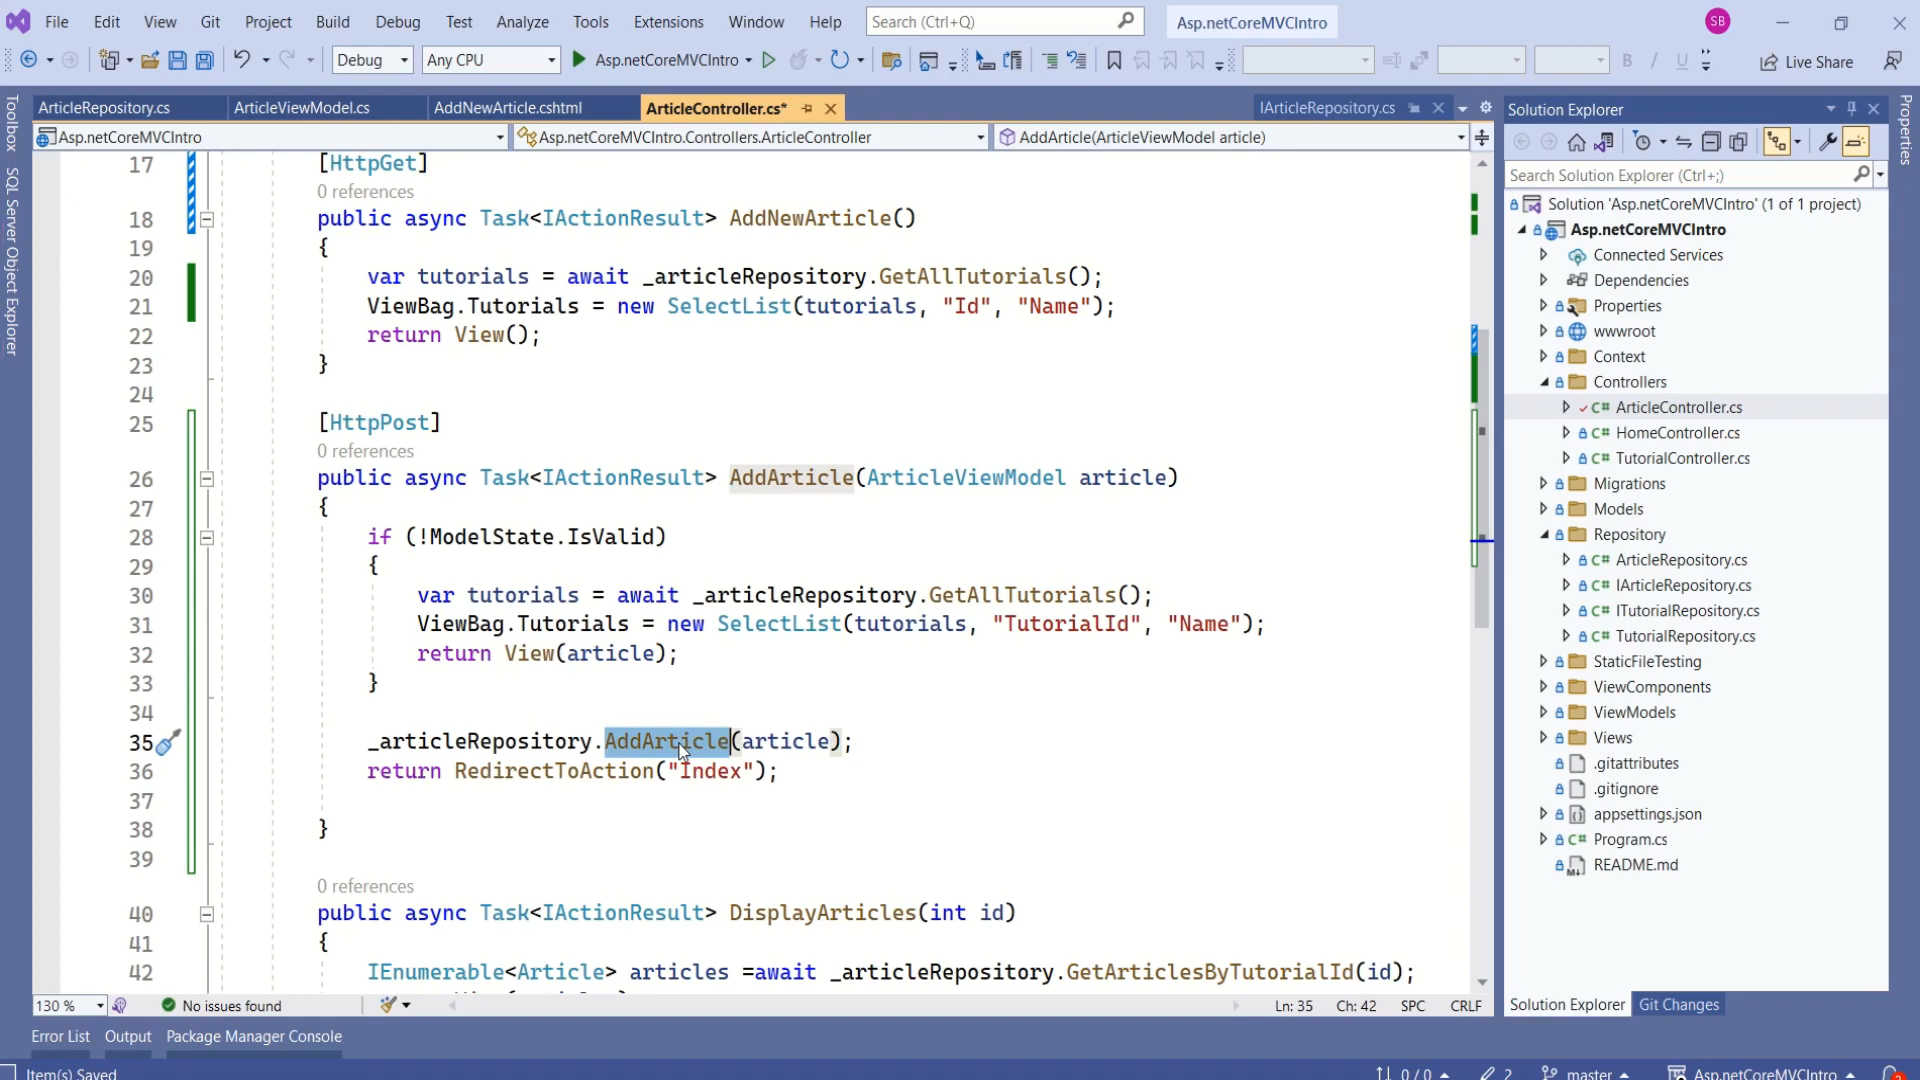 File Edit View Git Project Build Debug Test Analyze Tools Extensions Window Help Search (Ctrl+Q) Asp.netCoreMVCIntro SB
Debug Any CPU Asp.netCoreMVCIntro Live Share
ArticleRepository.cs ArticleViewModel.cs AddNewArticle.cshtml ArticleController.cs* IArticleRepository.cs
Asp.netCoreMVCIntro Asp.netCoreMVCIntro.Controllers.ArticleController AddArticle(ArticleViewModel article)
17 [HttpGet]
0 references
18 public async Task<IActionResult> AddNewArticle()
19 {
20 var tutorials = await _articleRepository.GetAllTutorials();
21 ViewBag.Tutorials = new SelectList(tutorials, "Id", "Name");
22 return View();
23 }
24
25 [HttpPost]
0 references
26 public async Task<IActionResult> AddArticle(ArticleViewModel article)
27 {
28 if (!ModelState.IsValid)
29 {
30 var tutorials = await _articleRepository.GetAllTutorials();
31 ViewBag.Tutorials = new SelectList(tutorials, "TutorialId", "Name");
32 return View(article);
33 }
34
35 _articleRepository.AddArticle(article);
36 return RedirectToAction("Index");
37
38 }
39
0 references
40 public async Task<IActionResult> DisplayArticles(int id)
41 {
42 IEnumerable<Article> articles =await _articleRepository.GetArticlesByTutorialId(id);
130 % No issues found Ln: 35 Ch: 42 SPC CRLF
Error List Output Package Manager Console
Item(s) Saved 0 / 0 2 master Asp.netCoreMVCIntro
Toolbox
SQL Server Object Explorer
Solution Explorer
Search Solution Explorer (Ctrl+;)
Solution 'Asp.netCoreMVCIntro' (1 of 1 project)
Asp.netCoreMVCIntro
Connected Services
Dependencies
Properties
wwwroot
Context
Controllers
C# ArticleController.cs
C# HomeController.cs
C# TutorialController.cs
Migrations
Models
Repository
C# ArticleRepository.cs
C# IArticleRepository.cs
C# ITutorialRepository.cs
C# TutorialRepository.cs
StaticFileTesting
ViewComponents
ViewModels
Views
.gitattributes
.gitignore
appsettings.json
C# Program.cs
README.md
Solution Explorer Git Changes
Properties